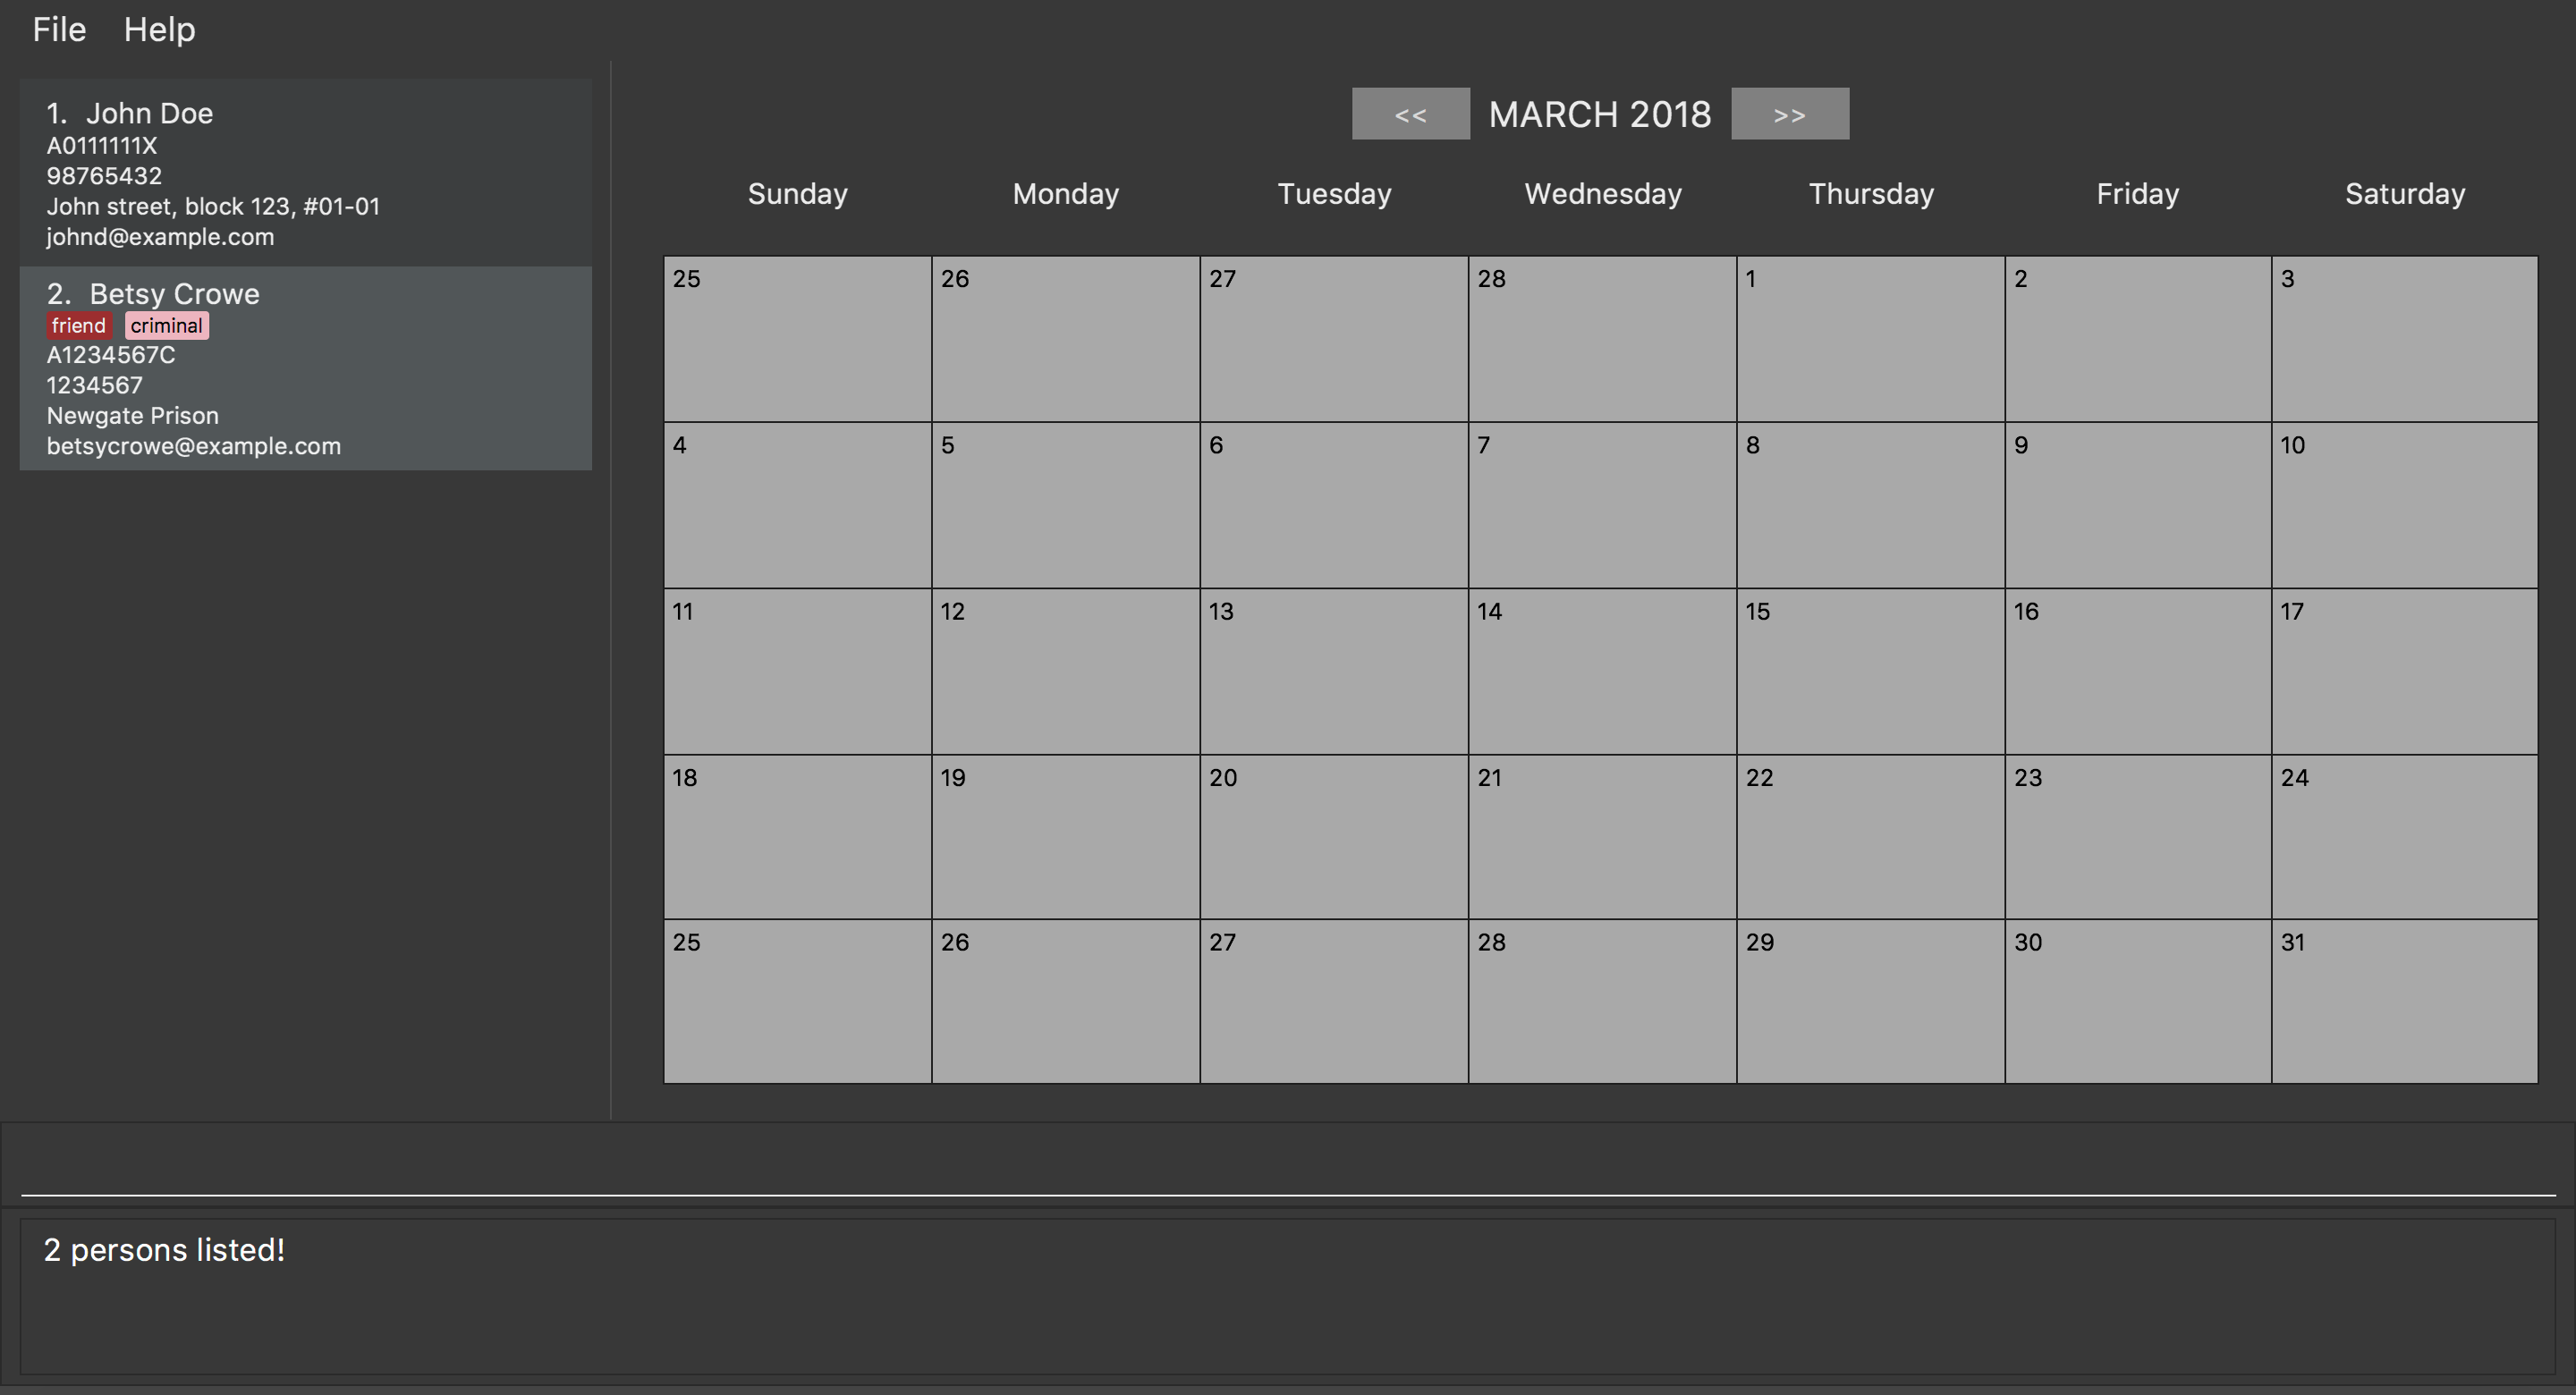 File Help
1. John Doe
A0111111X
98765432
John street, block 123, #01-01
johnd@example.com
2. Betsy Crowe
friend criminal
A1234567C
1234567
Newgate Prison
betsycrowe@example.com
<< MARCH 2018 >>
Sunday Monday Tuesday Wednesday Thursday Friday Saturday
25 26 27 28 1 2 3
4 5 6 7 8 9 10
11 12 13 14 15 16 17
18 19 20 21 22 23 24
25 26 27 28 29 30 31
2 persons listed!